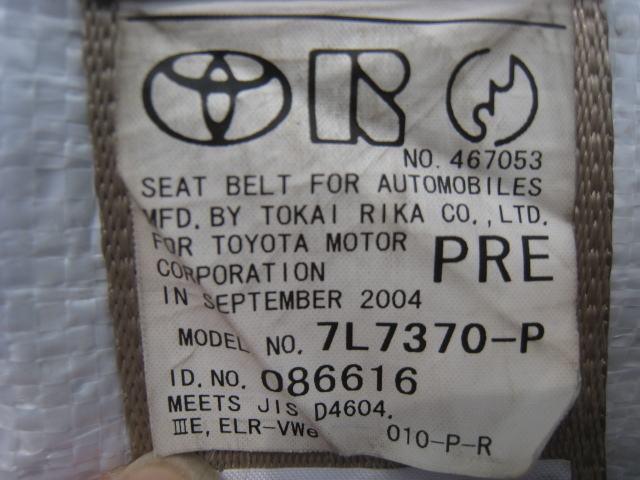 NO. 467053
SEAT BELT FOR AUTOMOBILES
MFD. BY TOKAI RIKA CO., LTD.
FOR TOYOTA MOTOR
CORPORATION PRE
IN SEPTEMBER 2004
MODEL NO. 7L7370-P
ID. NO. 086616
MEETS JIS D4604.
ⅢE, ELR-VWe 010-P-R